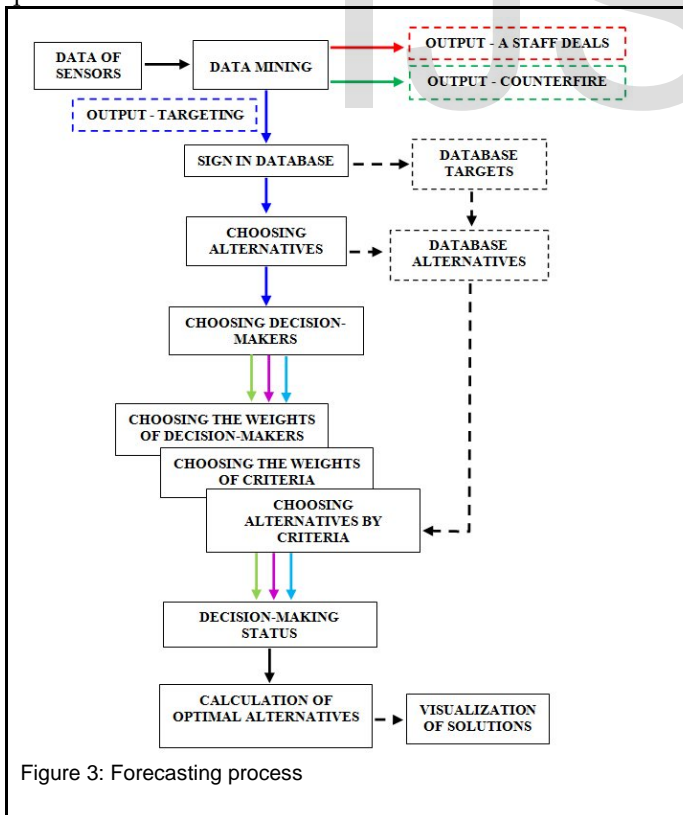 DATA OF
SENSORS
DATA MINING
OUTPUT - A STAFF DEALS
OUTPUT - COUNTERFIRE
OUTPUT - TARGETING
SIGN IN DATABASE
DATABASE
TARGETS
CHOOSING
ALTERNATIVES
DATABASE
ALTERNATIVES
CHOOSING DECISION-
MAKERS
CHOOSING THE WEIGHTS
OF DECISION-MAKERS
CHOOSING THE WEIGHTS
OF CRITERIA
CHOOSING
ALTERNATIVES BY
CRITERIA
DECISION-MAKING
STATUS
CALCULATION OF
OPTIMAL ALTERNATIVES
VISUALIZATION
OF SOLUTIONS
Figure 3: Forecasting process